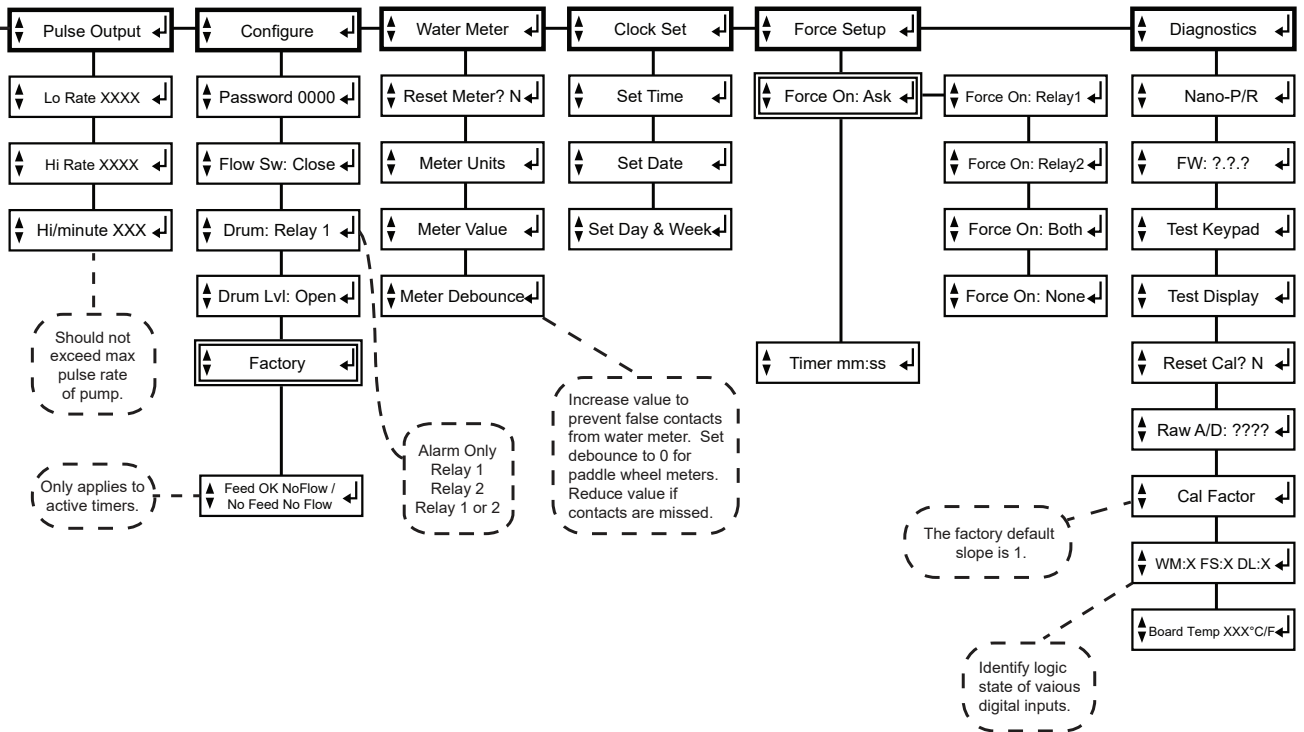 Pulse Output
Lo Rate XXXX
Hi Rate XXXX
Hi/minute XXX
Should not
exceed max
pulse rate
of pump.
Configure
Password 0000
Flow Sw: Close
Drum: Relay 1
Drum Lvl: Open
Factory
Feed OK NoFlow /
No Feed No Flow
Only applies to
active timers.
Alarm Only
Relay 1
Relay 2
Relay 1 or 2
Water Meter
Reset Meter? N
Meter Units
Meter Value
Meter Debounce
Increase value to
prevent false contacts
from water meter.  Set
debounce to 0 for
paddle wheel meters.
Reduce value if
contacts are missed.
Clock Set
Set Time
Set Date
Set Day & Week
Force Setup
Force On: Ask
Timer mm:ss
Force On: Relay1
Force On: Relay2
Force On: Both
Force On: None
Diagnostics
Nano-P/R
FW: ?.?.?
Test Keypad
Test Display
Reset Cal? N
Raw A/D: ????
Cal Factor
WM:X FS:X DL:X
Board Temp XXX°C/F
The factory default
slope is 1.
Identify logic
state of vaious
digital inputs.